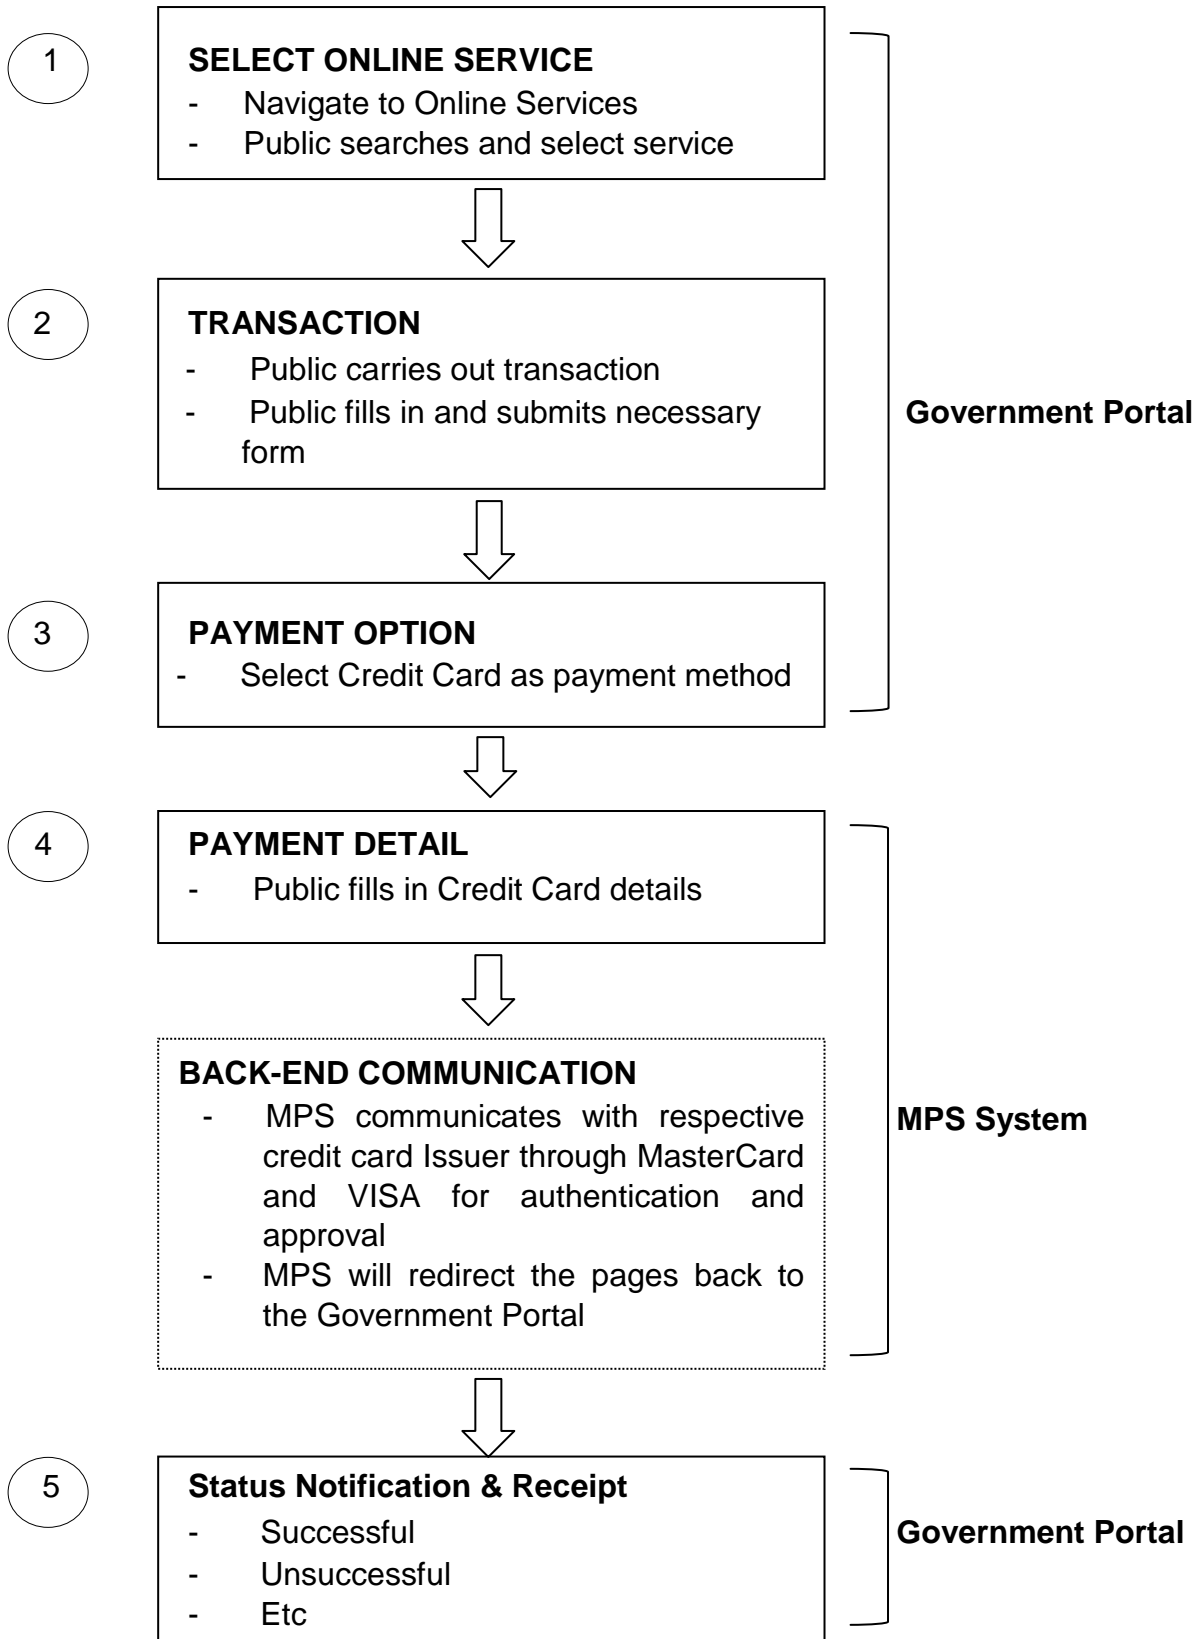 1
SELECT ONLINE SERVICE
- Navigate to Online Services
- Public searches and select service
2
TRANSACTION
- Public carries out transaction
- Public fills in and submits necessary
form
Government Portal
3
PAYMENT OPTION
- Select Credit Card as payment method
4
PAYMENT DETAIL
- Public fills in Credit Card details
BACK-END COMMUNICATION
- MPS communicates with respective
credit card Issuer through MasterCard
and VISA for authentication and
approval
- MPS will redirect the pages back to
the Government Portal
MPS System
5
Status Notification & Receipt
- Successful
- Unsuccessful
- Etc
Government Portal